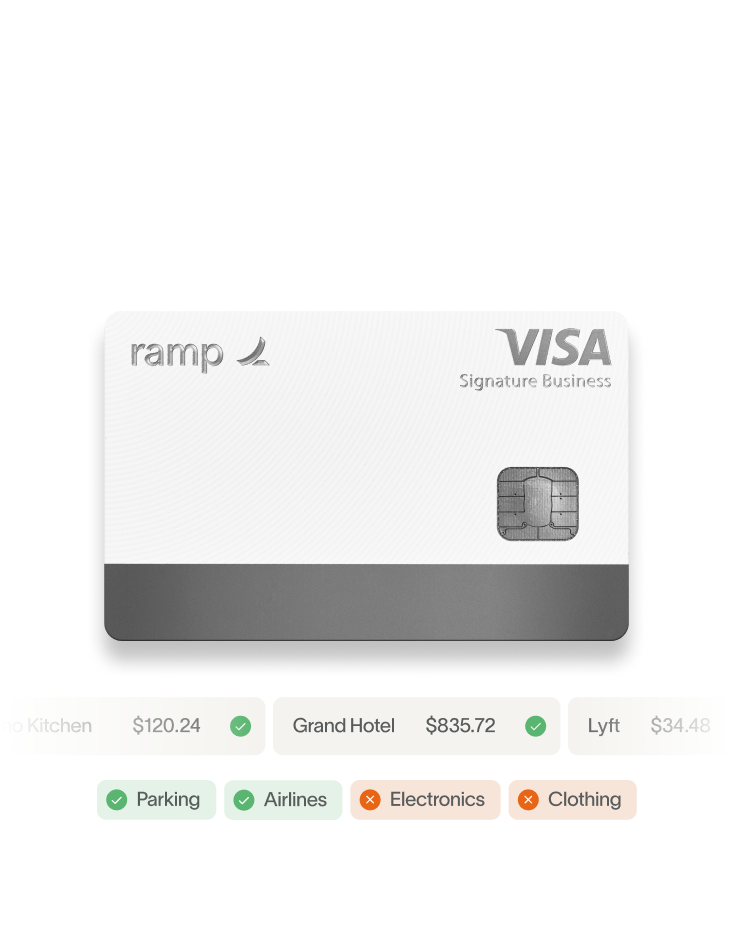 ramp
VISA
Signature Business
Kitchen $120.24
Grand Hotel $835.72
Lyft $34.48
Parking
Airlines
Electronics
Clothing